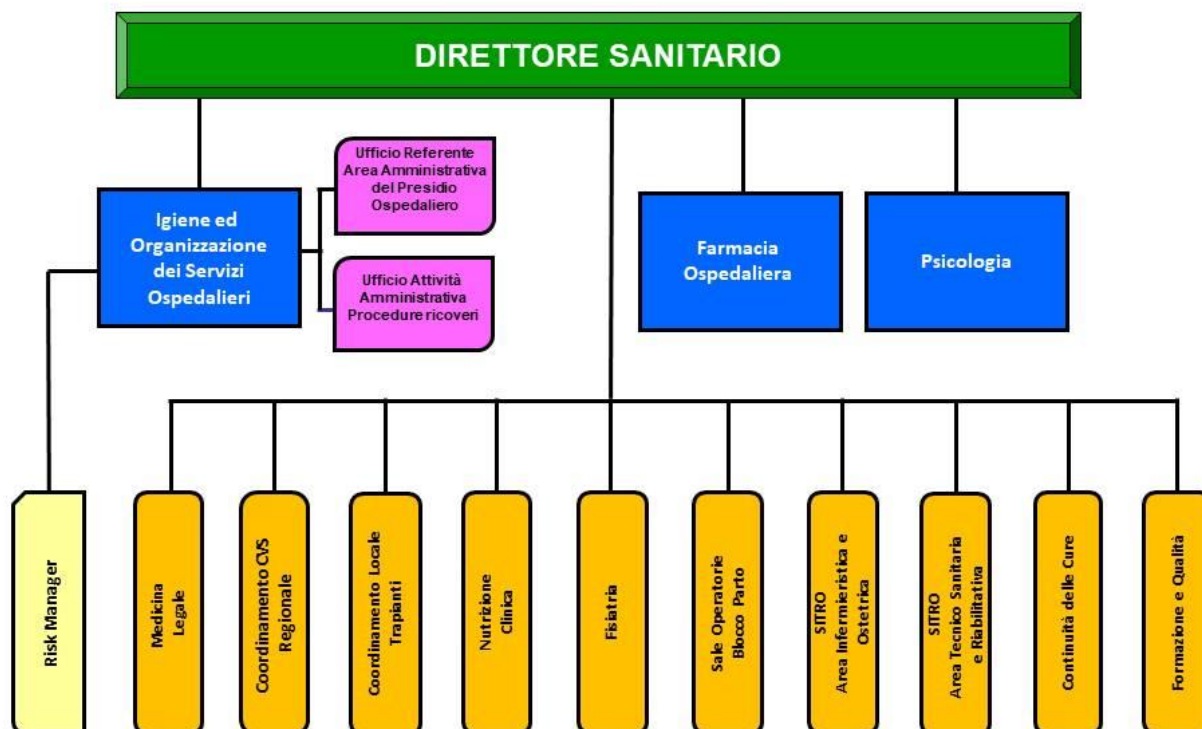 DIRETTORE SANITARIO
Ufficio Referente
Area Amministrativa
del Presidio
Ospedaliero
Igiene ed
Organizzazione
dei Servizi
Ospedalieri
Ufficio Attività
Amministrativa
Procedure ricoveri
Farmacia
Ospedaliera
Psicologia
Risk Manager
Medicina
Legale
Coordinamento CVS
Regionale
Coordinamento Locale
Trapianti
Nutrizione
Clinica
Fisiatria
Sale Operatorie
Blocco Parto
SITRO
Area Infermieristica e
Ostetrica
SITRO
Area Tecnico Sanitaria
e Riabilitativa
Continuità delle Cure
Formazione e Qualità